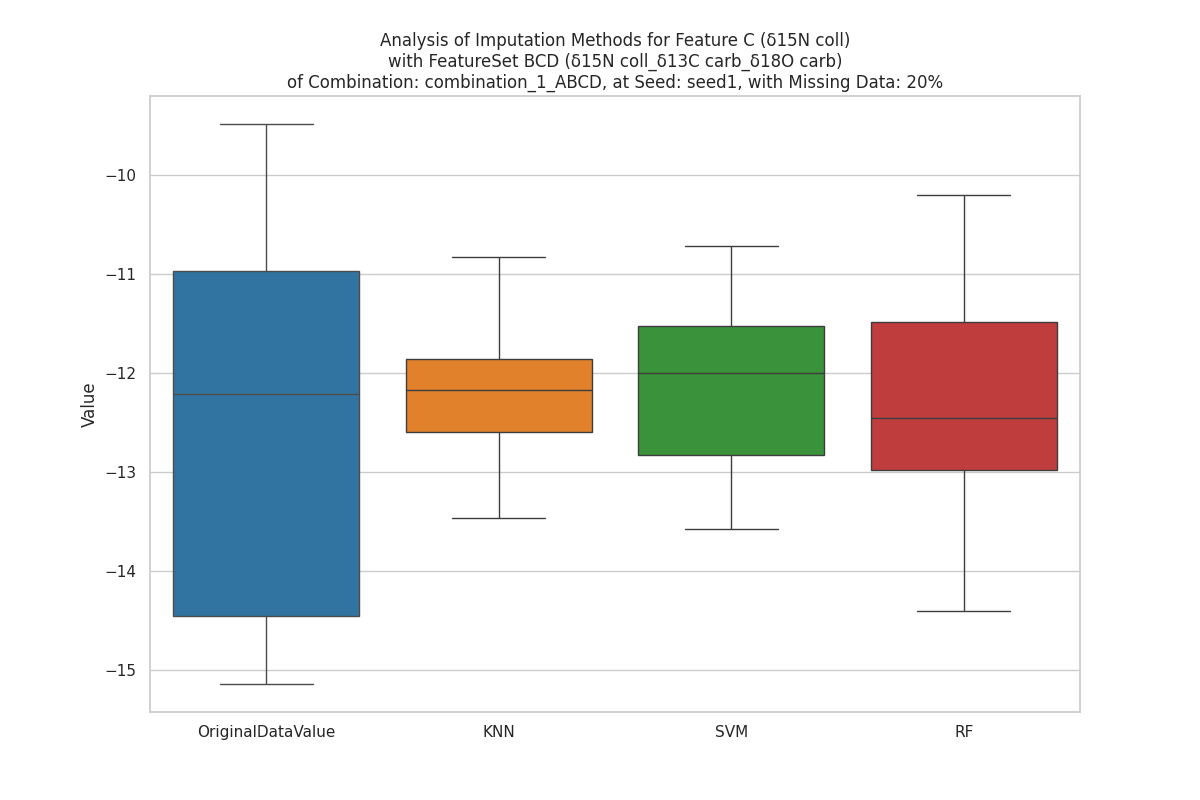 Analysis of Imputation Methods for Feature C (δ15N coll)
with FeatureSet BCD (δ15N coll_δ13C carb_δ18O carb)
of Combination: combination_1_ABCD, at Seed: seed1, with Missing Data: 20%
Value
−10
−11
−12
−13
−14
−15
OriginalDataValue
KNN
SVM
RF